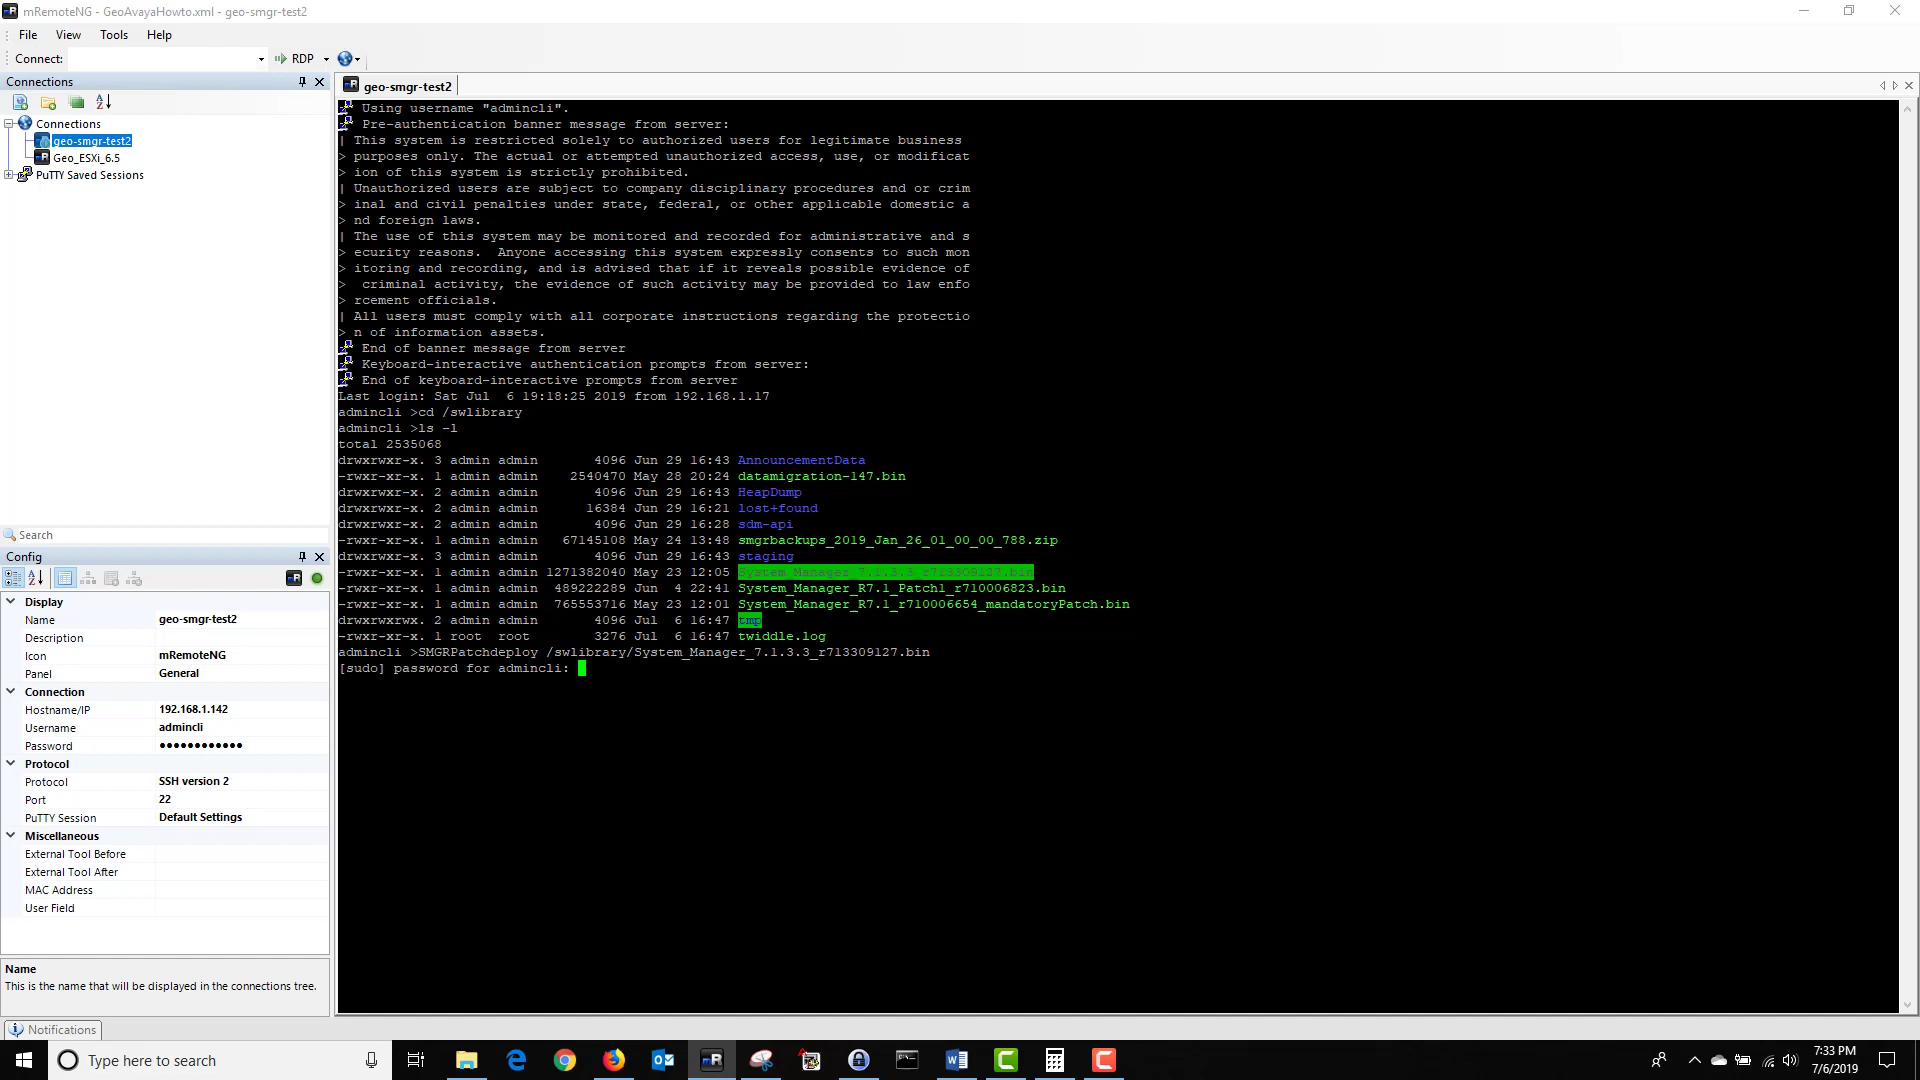 mRemoteNG - GeoAvayaHowto.xml - geo-smgr-test2
File View Tools Help
Connect: RDP
Connections
geo-smgr-test2
Connections
geo-smgr-test2
Geo_ESXi_6.5
PuTTY Saved Sessions
Using username "admincli".
Pre-authentication banner message from server:
| This system is restricted solely to authorized users for legitimate business
> purposes only. The actual or attempted unauthorized access, use, or modificat
> ion of this system is strictly prohibited.
| Unauthorized users are subject to company disciplinary procedures and or crim
> inal and civil penalties under state, federal, or other applicable domestic a
> nd foreign laws.
| The use of this system may be monitored and recorded for administrative and s
> ecurity reasons.  Anyone accessing this system expressly consents to such mon
> itoring and recording, and is advised that if it reveals possible evidence of
>  criminal activity, the evidence of such activity may be provided to law enfo
> rcement officials.
| All users must comply with all corporate instructions regarding the protectio
> n of information assets.
End of banner message from server
Keyboard-interactive authentication prompts from server:
End of keyboard-interactive prompts from server
Last login: Sat Jul  6 19:18:25 2019 from 192.168.1.17
admincli >cd /swlibrary
admincli >ls -l
total 2535068
drwxrwxr-x. 3 admin admin       4096 Jun 29 16:43 AnnouncementData
-rwxr-xr-x. 1 admin admin    2540470 May 28 20:24 datamigration-147.bin
drwxrwxr-x. 2 admin admin       4096 Jun 29 16:43 HeapDump
drwxrwxr-x. 2 admin admin      16384 Jun 29 16:21 lost+found
drwxrwxr-x. 2 admin admin       4096 Jun 29 16:28 sdm-api
-rwxr-xr-x. 1 admin admin   67145108 May 24 13:48 smgrbackups_2019_Jan_26_01_00_00_788.zip
drwxrwxr-x. 3 admin admin       4096 Jun 29 16:43 staging
-rwxr-xr-x. 1 admin admin 1271382040 May 23 12:05 System_Manager_7.1.3.3_r713309127.bin
-rwxr-xr-x. 1 admin admin  489222289 Jun  4 22:41 System_Manager_R7.1_Patch1_r710006823.bin
-rwxr-xr-x. 1 admin admin  765553716 May 23 12:01 System_Manager_R7.1_r710006654_mandatoryPatch.bin
drwxrwxrwx. 2 admin admin       4096 Jul  6 16:47 tmp
-rwxr-xr-x. 1 root  root        3276 Jul  6 16:47 twiddle.log
admincli >SMGRPatchdeploy /swlibrary/System_Manager_7.1.3.3_r713309127.bin
[sudo] password for admincli:
Search
Config
Display
Name geo-smgr-test2
Description
Icon mRemoteNG
Panel General
Connection
Hostname/IP 192.168.1.142
Username admincli
Password ●●●●●●●●●●●●
Protocol
Protocol SSH version 2
Port 22
PuTTY Session Default Settings
Miscellaneous
External Tool Before
External Tool After
MAC Address
User Field
Name
This is the name that will be displayed in the connections tree.
Notifications
Type here to search
7:33 PM
7/6/2019